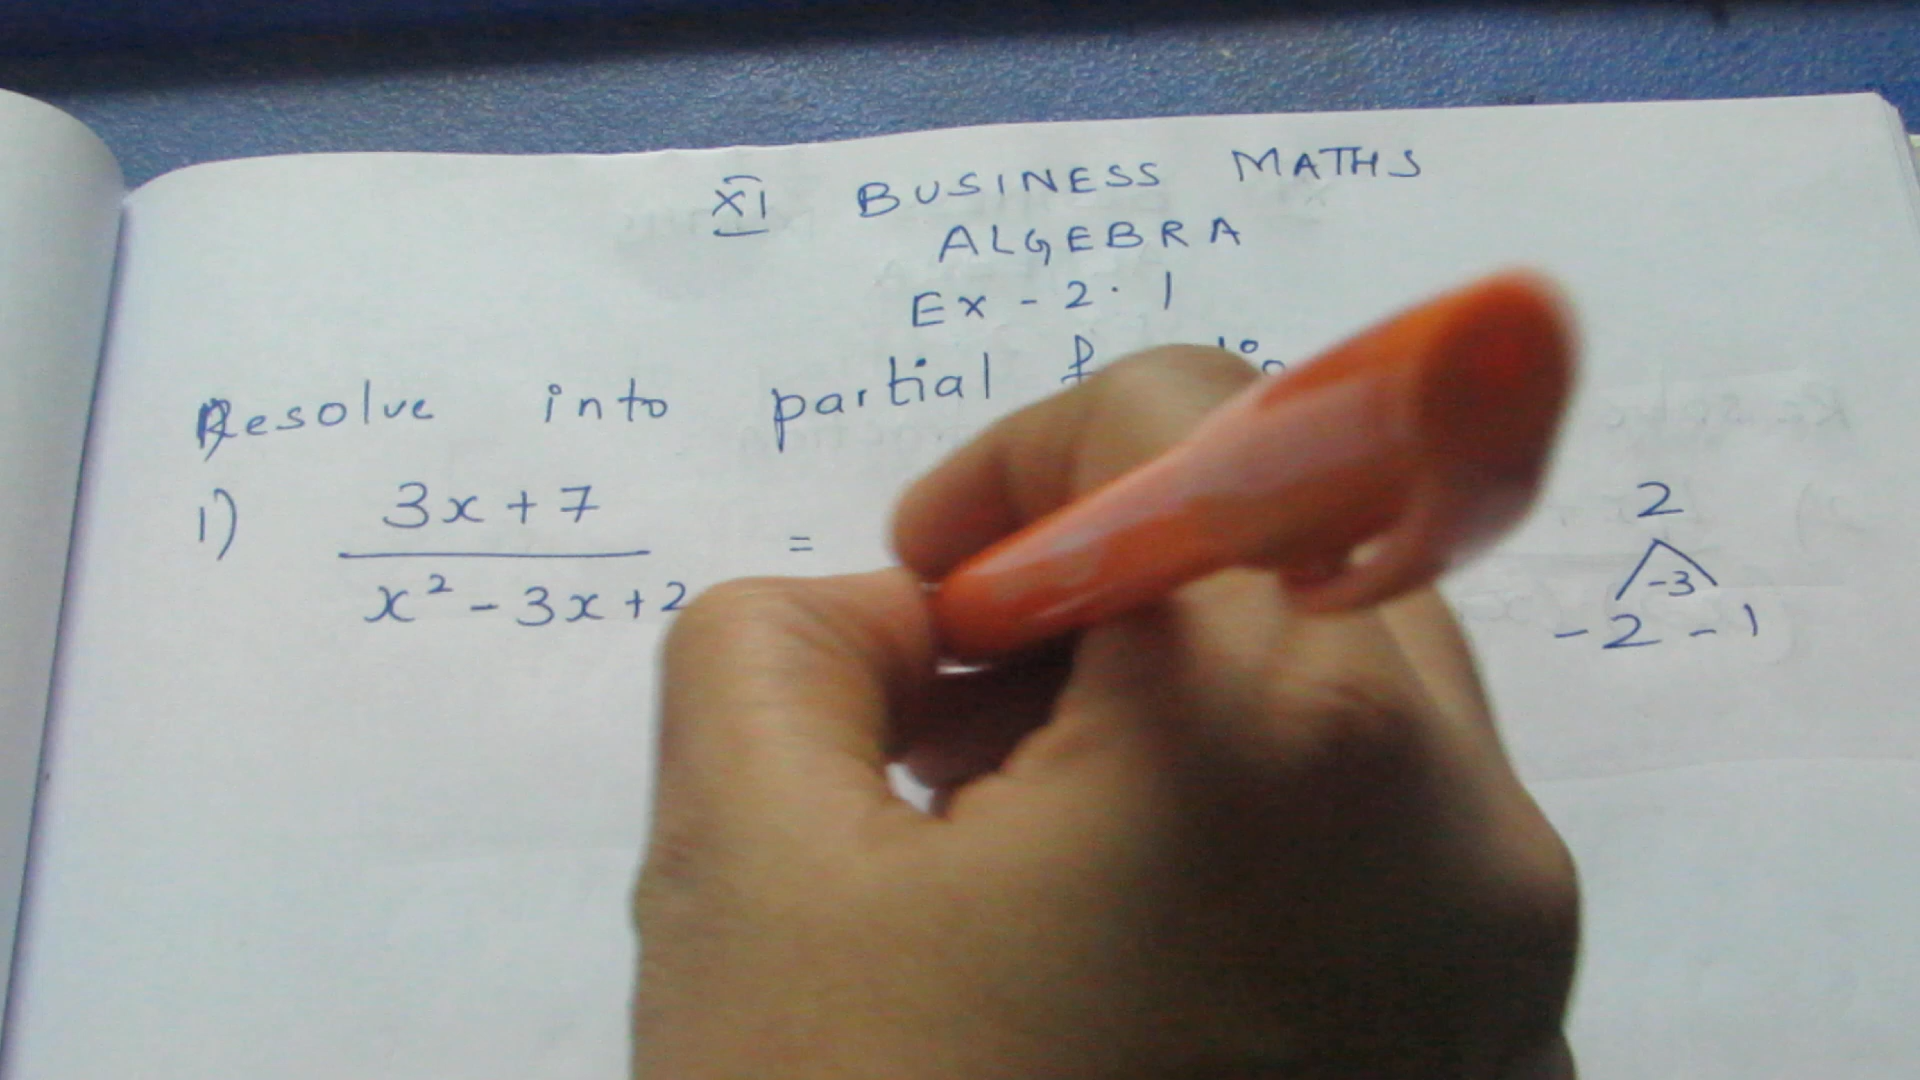 XI BUSINESS MATHS
ALGEBRA
Ex - 2.1
Resolve into partial
1) 3x + 7 =
x² - 3x + 2
2
-3
-2 -1